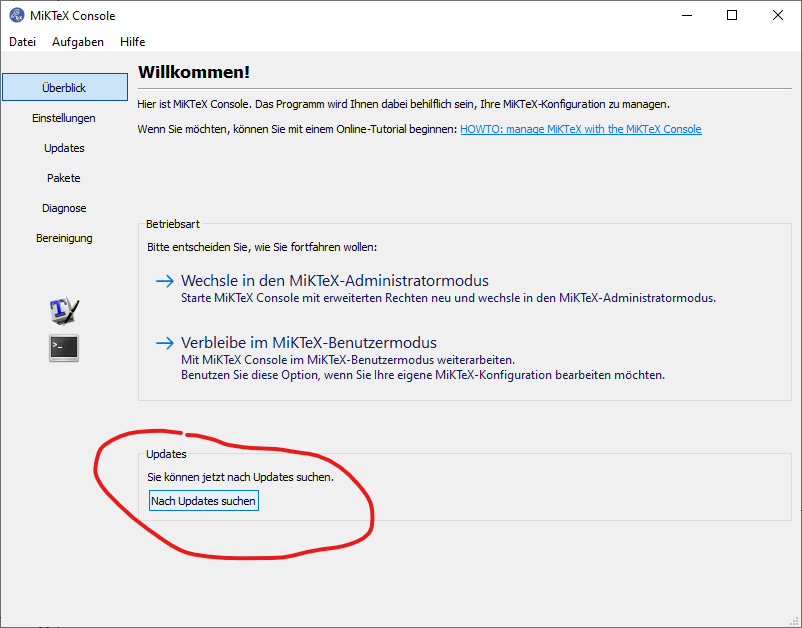 MiKTeX Console
Datei Aufgaben Hilfe
Willkommen!
Überblick
Einstellungen
Updates
Pakete
Diagnose
Bereinigung
Hier ist MiKTeX Console. Das Programm wird Ihnen dabei behilflich sein, Ihre MiKTeX-Konfiguration zu managen.
Wenn Sie möchten, können Sie mit einem Online-Tutorial beginnen: HOWTO: manage MiKTeX with the MiKTeX Console
Betriebsart
Bitte entscheiden Sie, wie Sie fortfahren wollen:
Wechsle in den MiKTeX-Administratormodus
Starte MiKTeX Console mit erweiterten Rechten neu und wechsle in den MiKTeX-Administratormodus.
Verbleibe im MiKTeX-Benutzermodus
Mit MiKTeX Console im MiKTeX-Benutzermodus weiterarbeiten.
Benutzen Sie diese Option, wenn Sie Ihre eigene MiKTeX-Konfiguration bearbeiten möchten.
Updates
Sie können jetzt nach Updates suchen.
Nach Updates suchen